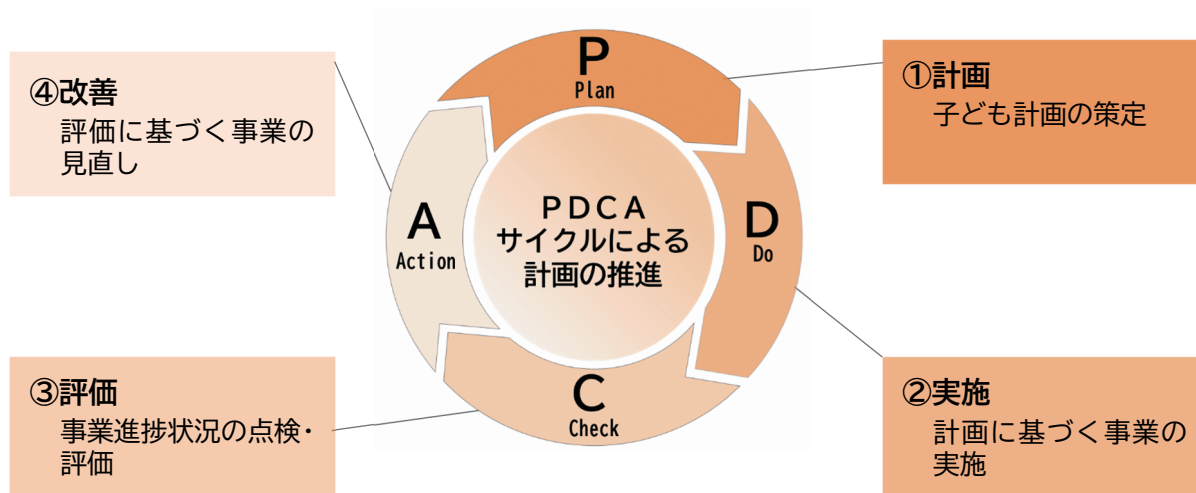 ④改善
評価に基づく事業の
見直し
P
Plan
①計画
子ども計画の策定
A
Action
PDCA
サイクルによる
計画の推進
D
Do
③評価
事業進捗状況の点検・
評価
C
Check
②実施
計画に基づく事業の
実施